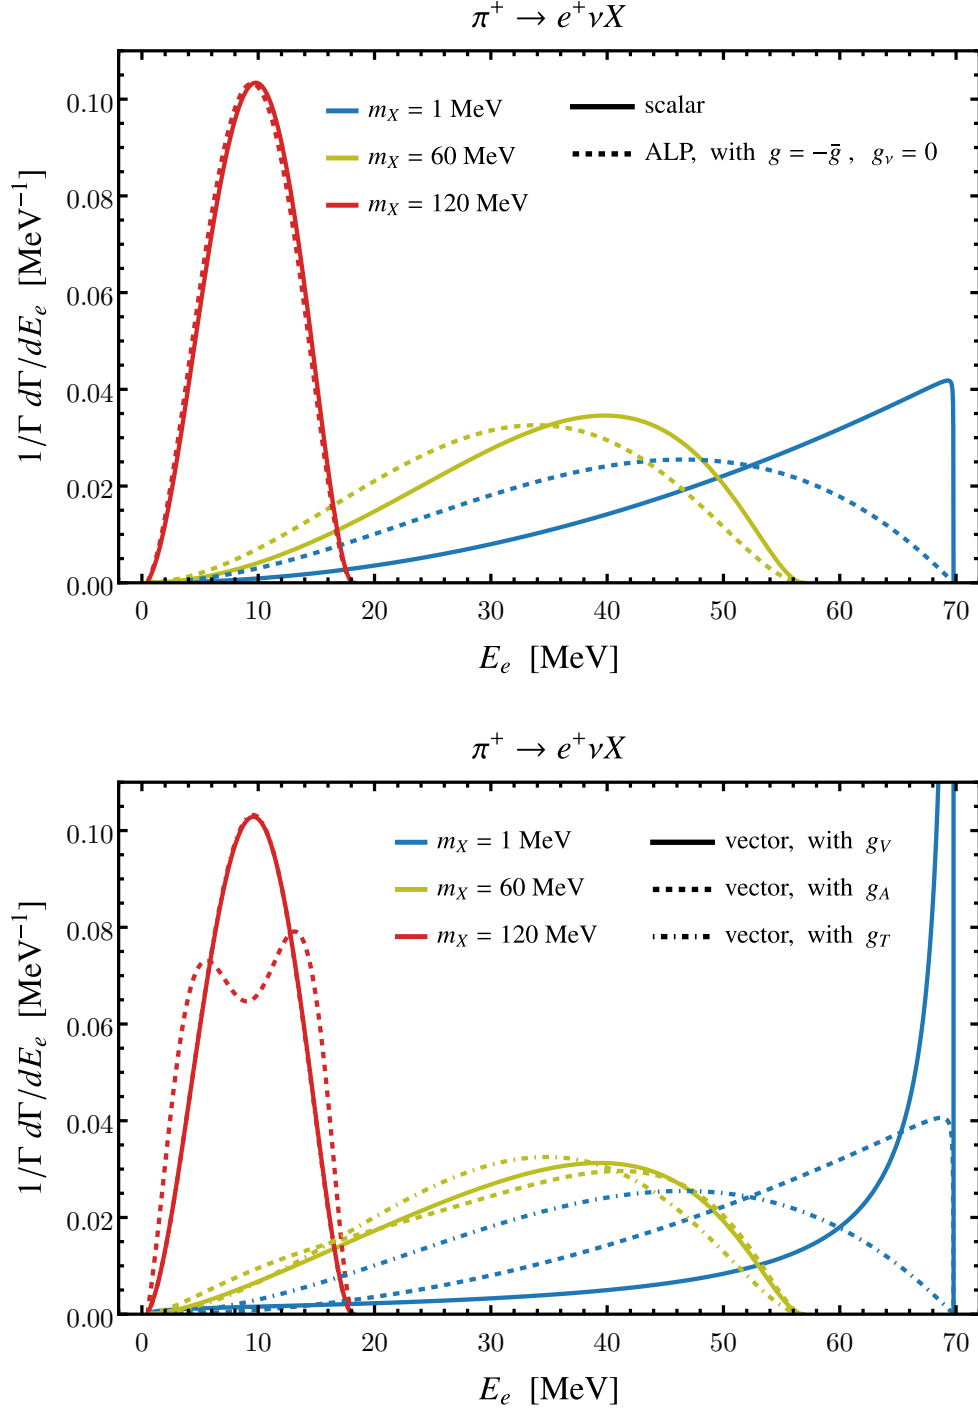 π⁺ → e⁺νX
0.10
0.08
0.06
0.04
0.02
0.00
1/Γ dΓ/dE_e [MeV⁻¹]
m_X = 1 MeV
m_X = 60 MeV
m_X = 120 MeV
scalar
ALP, with g = −ḡ , g_ν = 0
0 10 20 30 40 50 60 70
E_e [MeV]
π⁺ → e⁺νX
0.10
0.08
0.06
0.04
0.02
0.00
1/Γ dΓ/dE_e [MeV⁻¹]
m_X = 1 MeV
m_X = 60 MeV
m_X = 120 MeV
vector, with g_V
vector, with g_A
vector, with g_T
0 10 20 30 40 50 60 70
E_e [MeV]